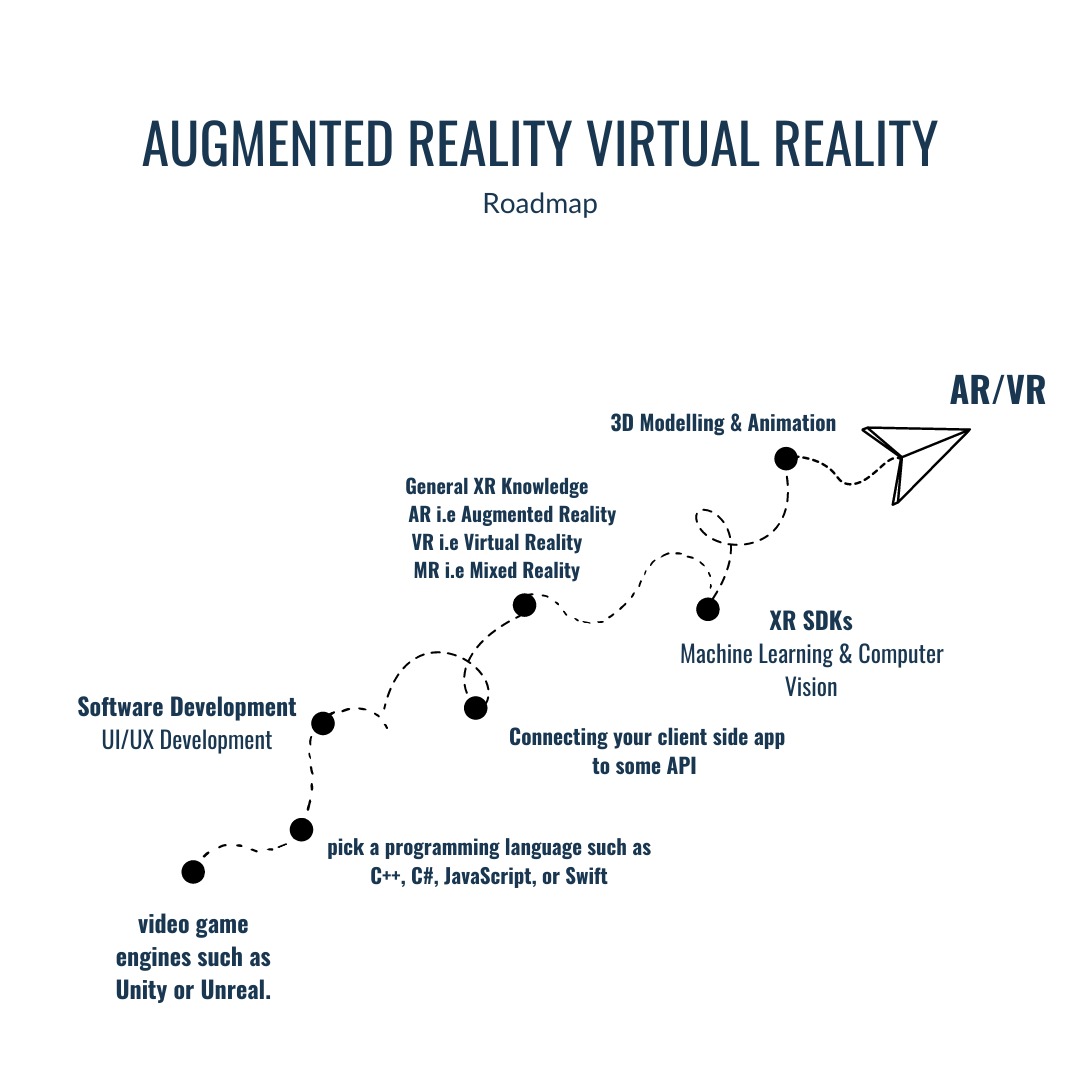 AUGMENTED REALITY VIRTUAL REALITY
Roadmap
AR/VR
3D Modelling & Animation
General XR Knowledge
AR i.e Augmented Reality
VR i.e Virtual Reality
MR i.e Mixed Reality
XR SDKs
Machine Learning & Computer
Vision
Software Development
UI/UX Development
Connecting your client side app
to some API
pick a programming language such as
C++, C#, JavaScript, or Swift
video game
engines such as
Unity or Unreal.